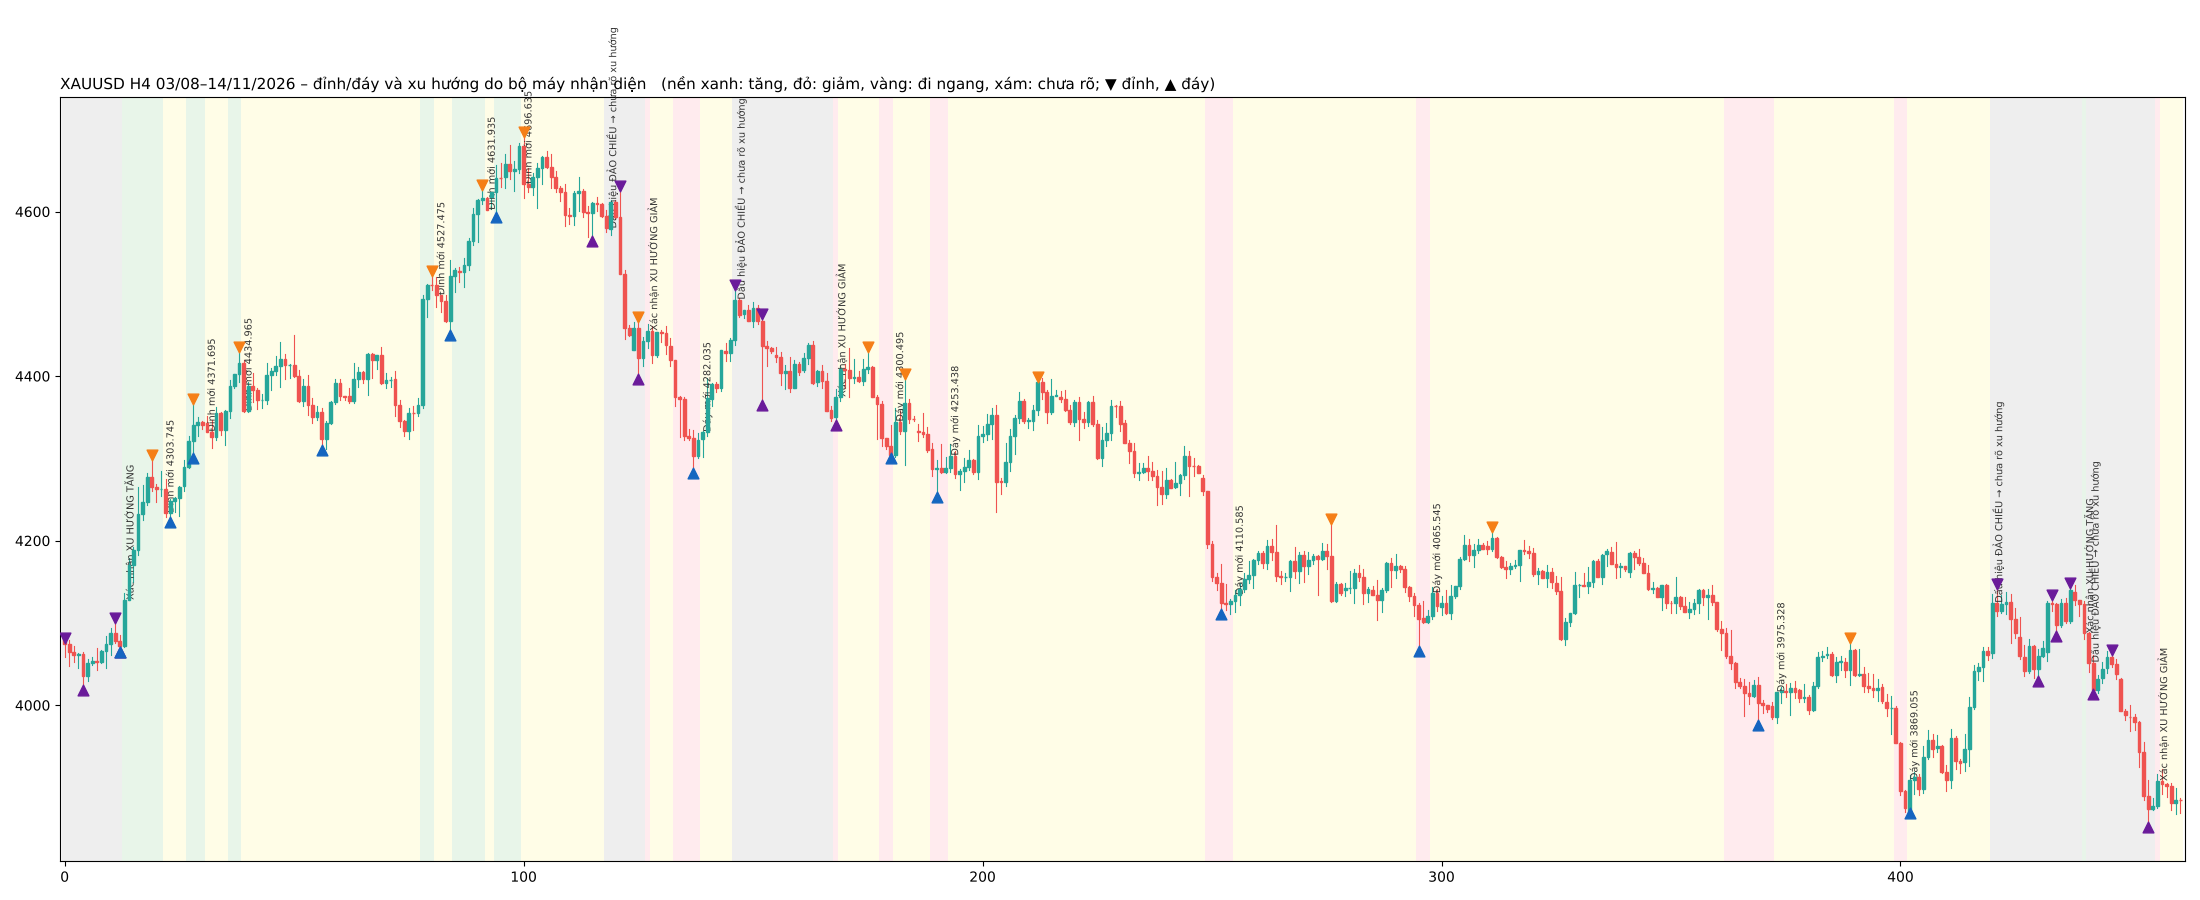 XAUUSD H4 03/08–14/11/2026 – đỉnh/đáy và xu hướng do bộ máy nhận diện (nền xanh: tăng, đỏ: giảm, vàng: đi ngang, xám: chưa rõ; ▼ đỉnh, ▲ đáy)
4600
4400
4200
4000
Xác nhận XU HƯỚNG TĂNG
Đỉnh mới 4303.745
Đỉnh mới 4371.695
Đỉnh mới 4434.965
Đỉnh mới 4527.475
Đỉnh mới 4631.935
Đỉnh mới 4696.635
Dấu hiệu ĐẢO CHIỀU → chưa rõ xu hướng
Xác nhận XU HƯỚNG GIẢM
Đáy mới 4282.035
Dấu hiệu ĐẢO CHIỀU → chưa rõ xu hướng
Xác nhận XU HƯỚNG GIẢM
Đáy mới 4300.495
Đáy mới 4253.438
Đáy mới 4110.585
Đáy mới 4065.545
Đáy mới 3975.328
Đáy mới 3869.055
Dấu hiệu ĐẢO CHIỀU → chưa rõ xu hướng
Xác nhận XU HƯỚNG TĂNG
Dấu hiệu ĐẢO CHIỀU → chưa rõ xu hướng
Xác nhận XU HƯỚNG GIẢM
0
100
200
300
400